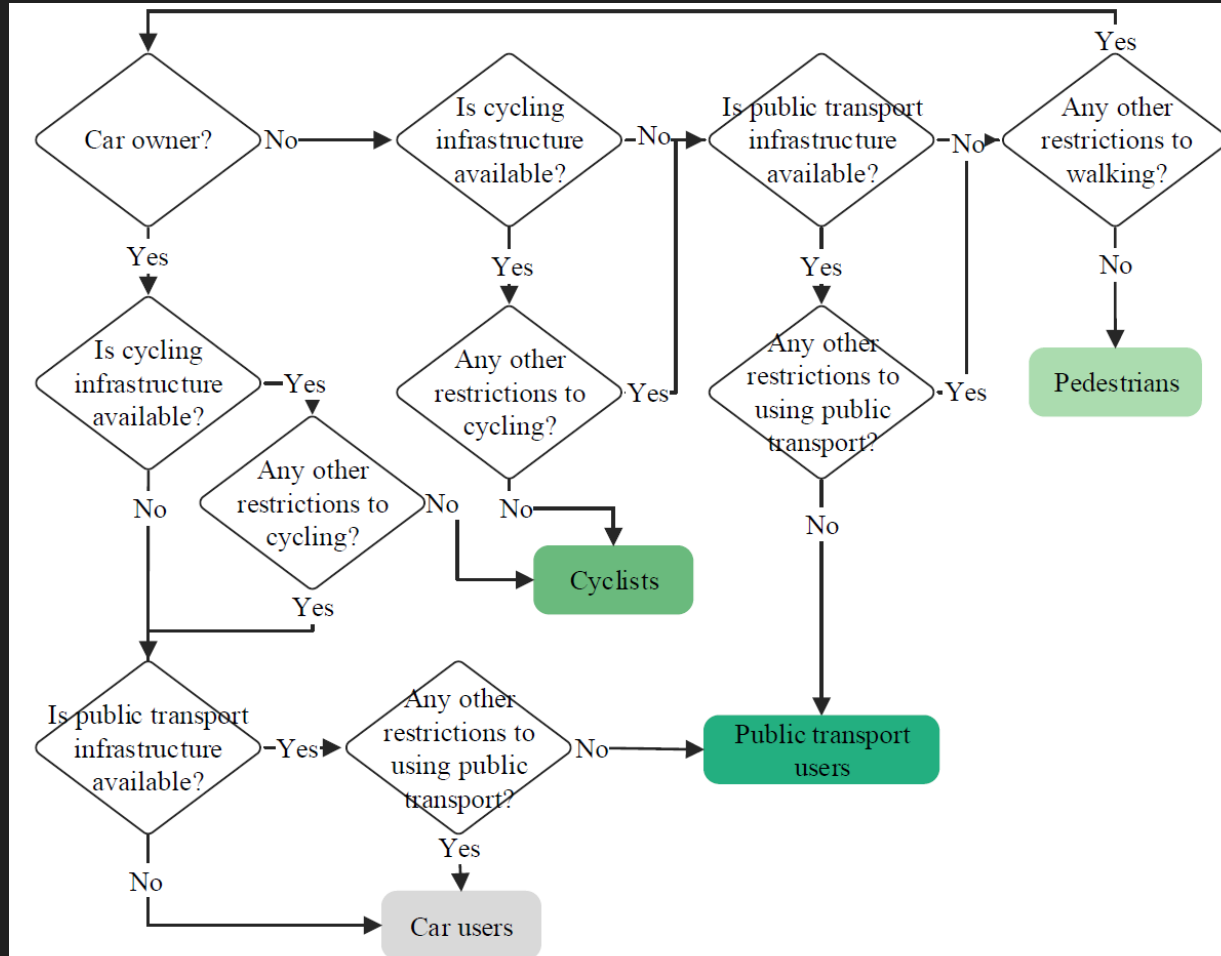 Yes
Car owner?
No
Is cycling
infrastructure
available?
No
Is public transport
infrastructure
available?
No
Any other
restrictions to
walking?
Yes
Yes
Yes
No
Is cycling
infrastructure
available?
Yes
Any other
restrictions to
cycling?
Yes
Any other
restrictions to
using public
transport?
Yes
Pedestrians
No
Any other
restrictions to
cycling?
No
No
No
Cyclists
Yes
Is public transport
infrastructure
available?
Yes
Any other
restrictions to
using public
transport?
No
Public transport
users
No
Yes
Car users